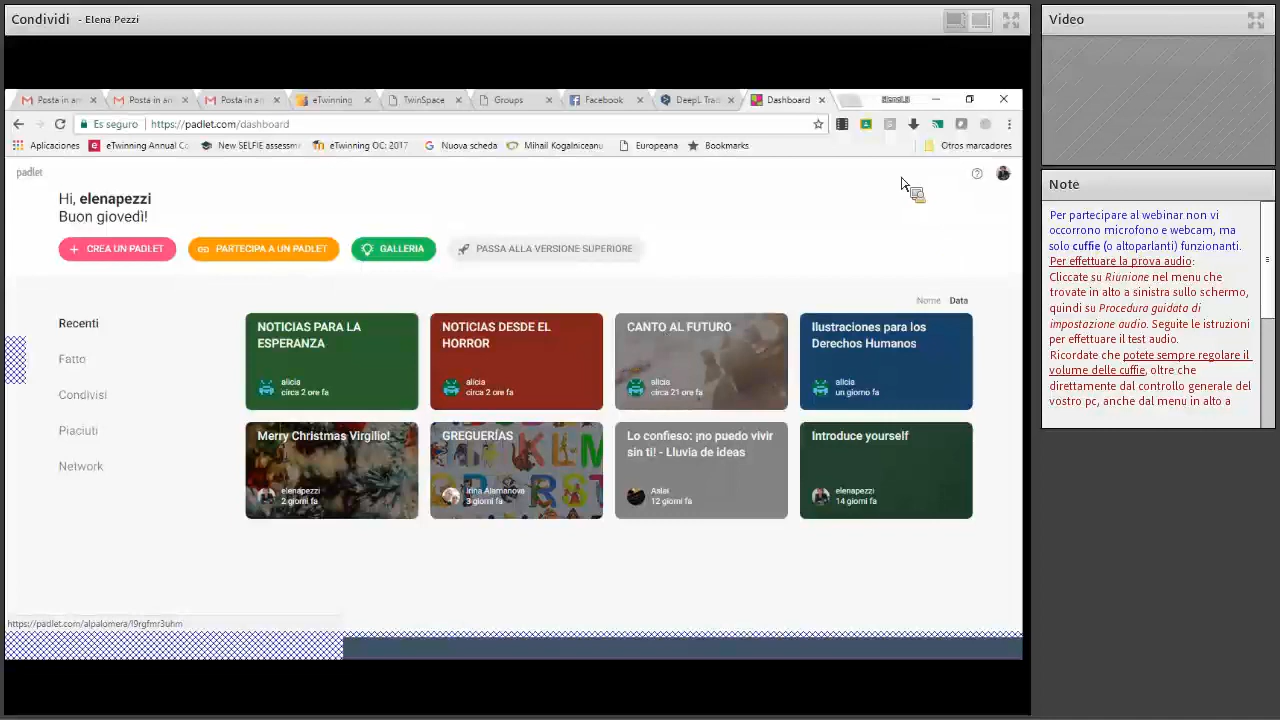 Condividi - Elena Pezzi
Video
Posta in arr
Posta in arr
Posta in arr
eTwinning
TwinSpace
Groups
Facebook
DeepL Trad
Dashboard
Es seguro
https://padlet.com/dashboard
Aplicaciones
eTwinning Annual Co
New SELFIE assessm
eTwinning OC: 2017
Nuova scheda
Mihail Kogalniceanu
Europeana
Bookmarks
Otros marcadores
padlet
Hi, elenapezzi
Buon giovedì!
CREA UN PADLET
PARTECIPA A UN PADLET
GALLERIA
PASSA ALLA VERSIONE SUPERIORE
Nome Data
Recenti
Fatto
Condivisi
Piaciuti
Network
NOTICIAS PARA LA
ESPERANZA
alicia
circa 2 ore fa
NOTICIAS DESDE EL
HORROR
alicia
circa 2 ore fa
CANTO AL FUTURO
alicia
circa 21 ore fa
Ilustraciones para los
Derechos Humanos
alicia
un giorno fa
Merry Christmas Virgilio!
elenapezzi
2 giorni fa
GREGUERÍAS
Irina Alamanova
3 giorni fa
Lo confieso: ¡no puedo vivir
sin ti! - Lluvia de ideas
12 giorni fa
Introduce yourself
elenapezzi
14 giorni fa
https://padlet.com/alpalomera/l9rgfmr3uhm
Note
Per partecipare al webinar non vi
occorrono microfono e webcam, ma
solo cuffie (o altoparlanti) funzionanti.
Per effettuare la prova audio:
Cliccate su Riunione nel menu che
trovate in alto a sinistra sullo schermo,
quindi su Procedura guidata di
impostazione audio. Seguite le istruzioni
per effettuare il test audio.
Ricordate che potete sempre regolare il
volume delle cuffie, oltre che
direttamente dal controllo generale del
vostro pc, anche dal menu in alto a